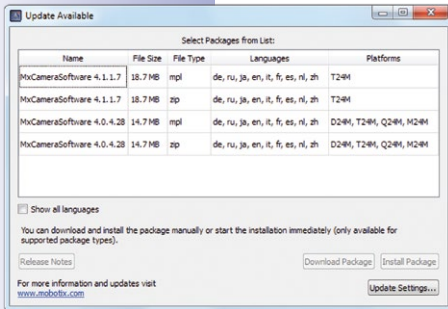 Update Available
Select Packages from List:
Name File Size File Type Languages Platforms
MxCameraSoftware 4.1.1.7 18.7 MB mpl de, ru, ja, en, it, fr, es, nl, zh T24M
MxCameraSoftware 4.1.1.7 18.7 MB zip de, ru, ja, en, it, fr, es, nl, zh T24M
MxCameraSoftware 4.0.4.28 14.7 MB mpl de, ru, ja, en, it, fr, es, nl, zh D24M, T24M, Q24M, M24M
MxCameraSoftware 4.0.4.28 14.7 MB zip de, ru, ja, en, it, fr, es, nl, zh D24M, T24M, Q24M, M24M
Show all languages
You can download and install the package manually or start the installation immediately (only available for
supported package types).
Release Notes Download Package Install Package
For more information and updates visit
www.mobotix.com Update Settings...